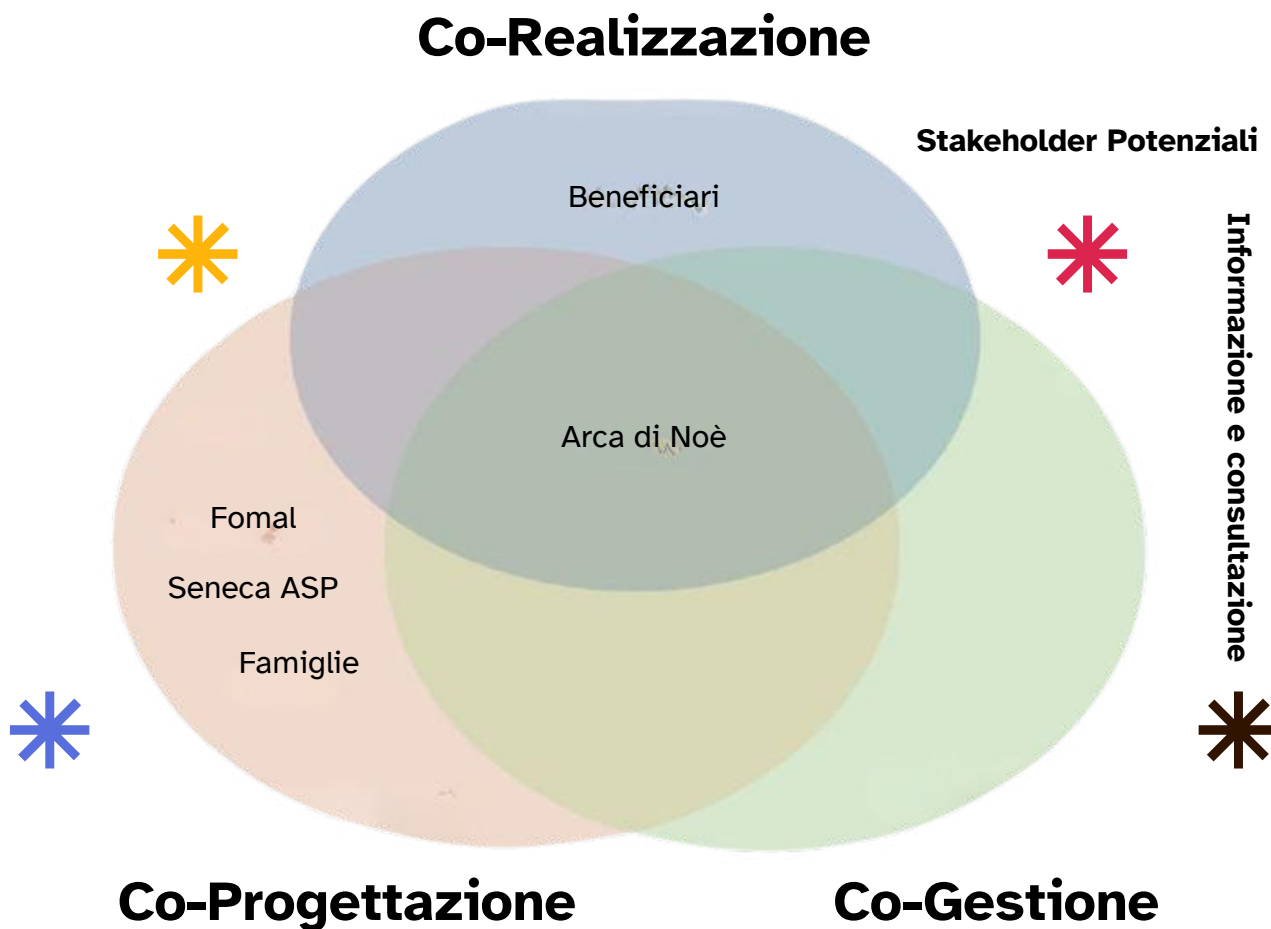 Co-Realizzazione
Stakeholder Potenziali
Beneficiari
Informazione e consultazione
Arca di Noè
Fomal
Seneca ASP
Famiglie
Co-Progettazione
Co-Gestione